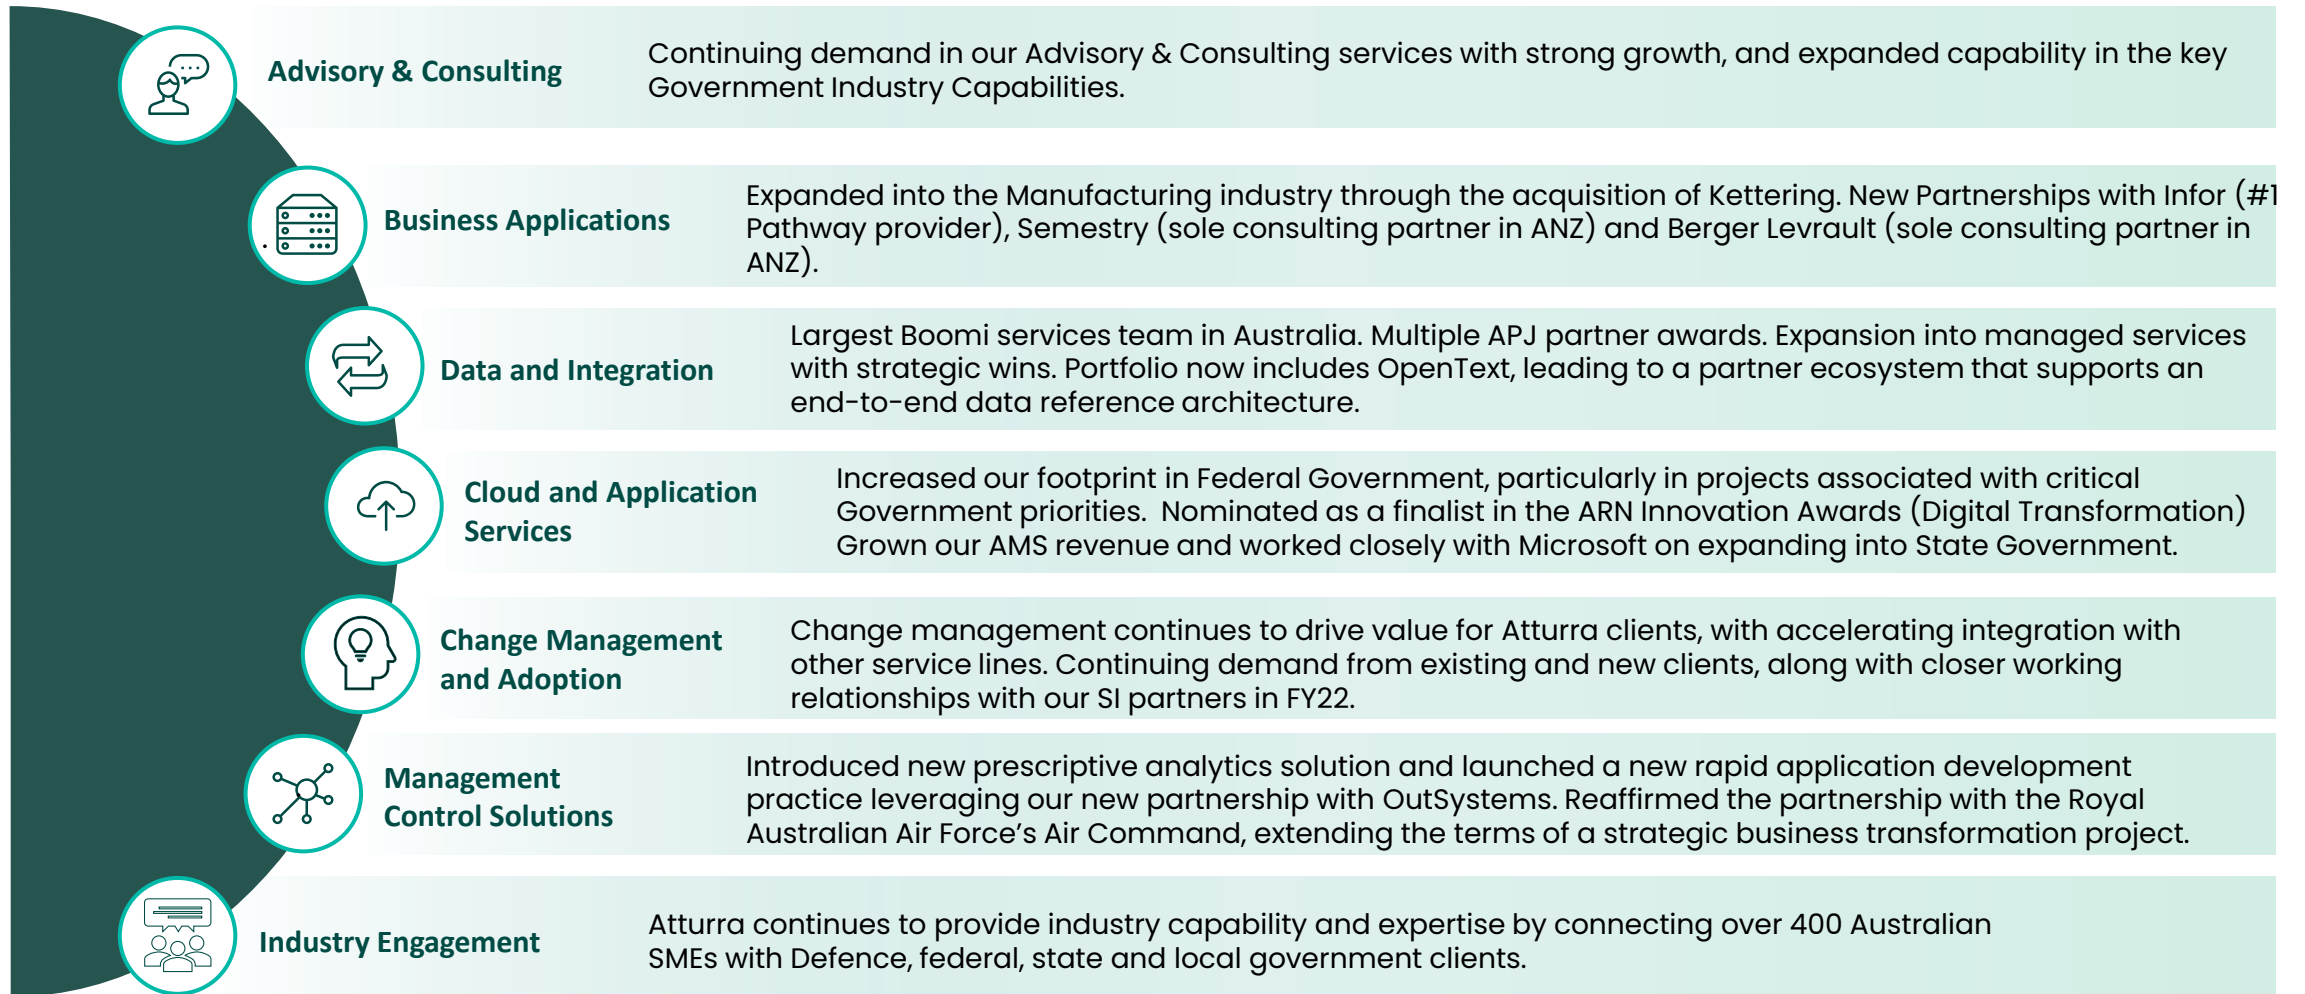 Advisory & Consulting
Continuing demand in our Advisory & Consulting services with strong growth, and expanded capability in the key
Government Industry Capabilities.
Business Applications
Expanded into the Manufacturing industry through the acquisition of Kettering. New Partnerships with Infor (#1
Pathway provider), Semestry (sole consulting partner in ANZ) and Berger Levrault (sole consulting partner in
ANZ).
Data and Integration
Largest Boomi services team in Australia. Multiple APJ partner awards. Expansion into managed services
with strategic wins. Portfolio now includes OpenText, leading to a partner ecosystem that supports an
end-to-end data reference architecture.
Cloud and Application
Services
Increased our footprint in Federal Government, particularly in projects associated with critical
Government priorities.  Nominated as a finalist in the ARN Innovation Awards (Digital Transformation)
Grown our AMS revenue and worked closely with Microsoft on expanding into State Government.
Change Management
and Adoption
Change management continues to drive value for Atturra clients, with accelerating integration with
other service lines. Continuing demand from existing and new clients, along with closer working
relationships with our SI partners in FY22.
Management
Control Solutions
Introduced new prescriptive analytics solution and launched a new rapid application development
practice leveraging our new partnership with OutSystems. Reaffirmed the partnership with the Royal
Australian Air Force’s Air Command, extending the terms of a strategic business transformation project.
Industry Engagement
Atturra continues to provide industry capability and expertise by connecting over 400 Australian
SMEs with Defence, federal, state and local government clients.